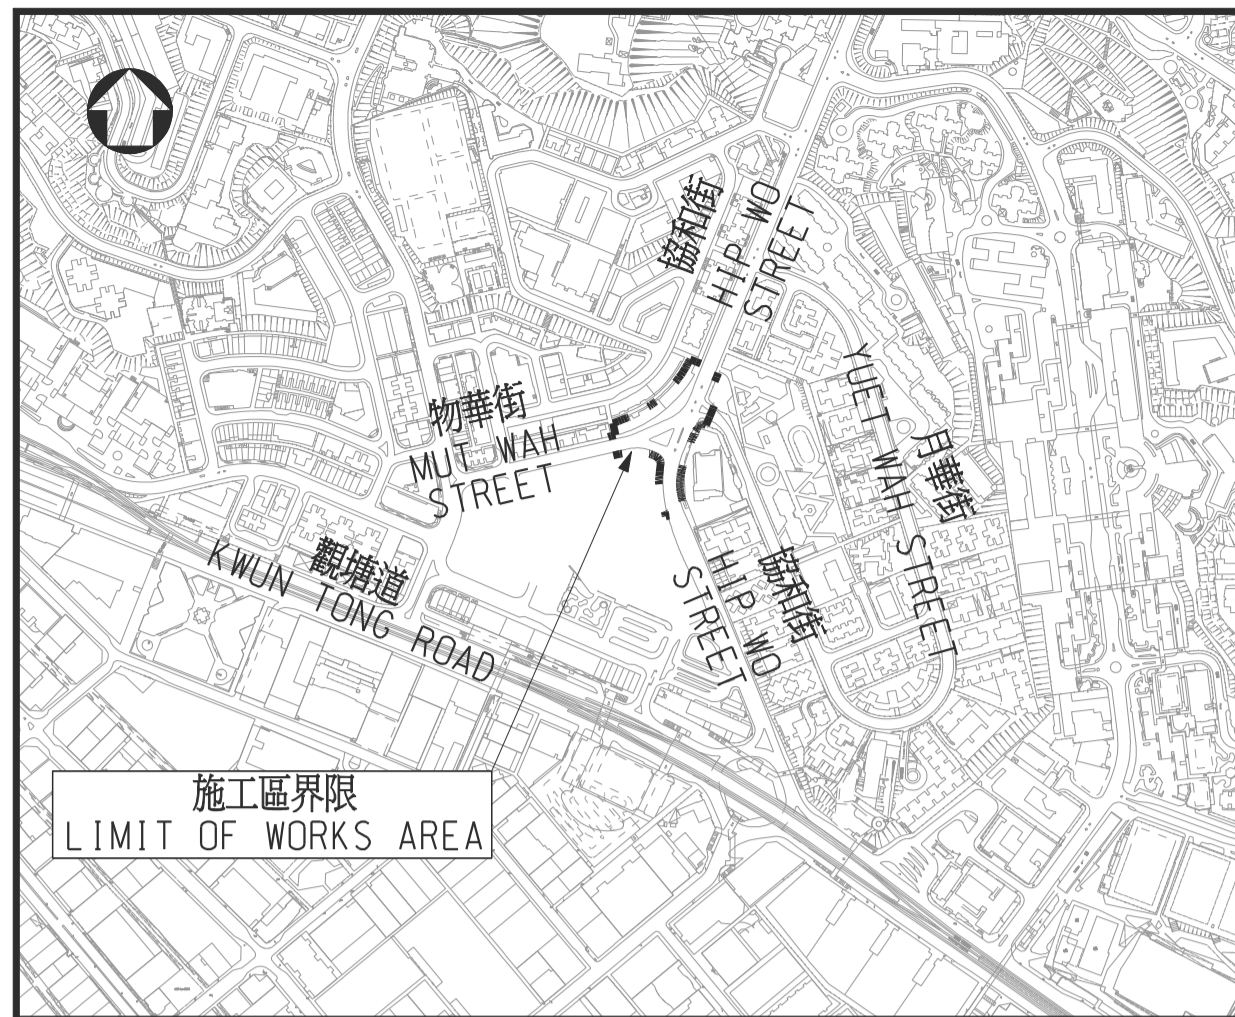 協和街
HIP WO
STREET
物華街
MUT WAH
STREET
月華街
YUET WAH STREET
觀塘道
KWUN TONG ROAD
協和街
HIP WO
STREET
施工區界限
LIMIT OF WORKS AREA